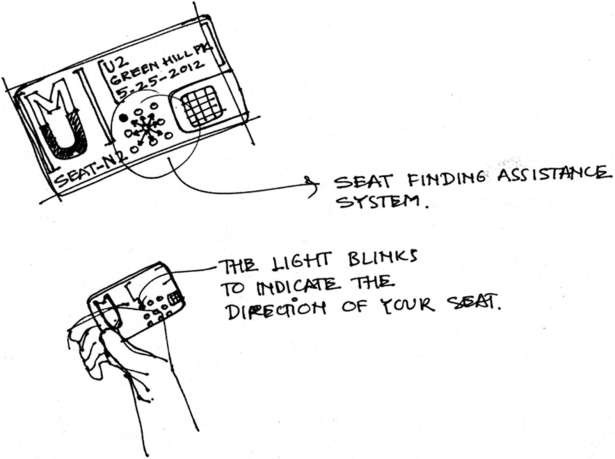 U2
GREEN HILL PK
5-25-2012
MU
SEAT-N2
SEAT FINDING ASSISTANCE
SYSTEM.
THE LIGHT BLINKS
TO INDICATE THE
DIRECTION OF YOUR SEAT.
M